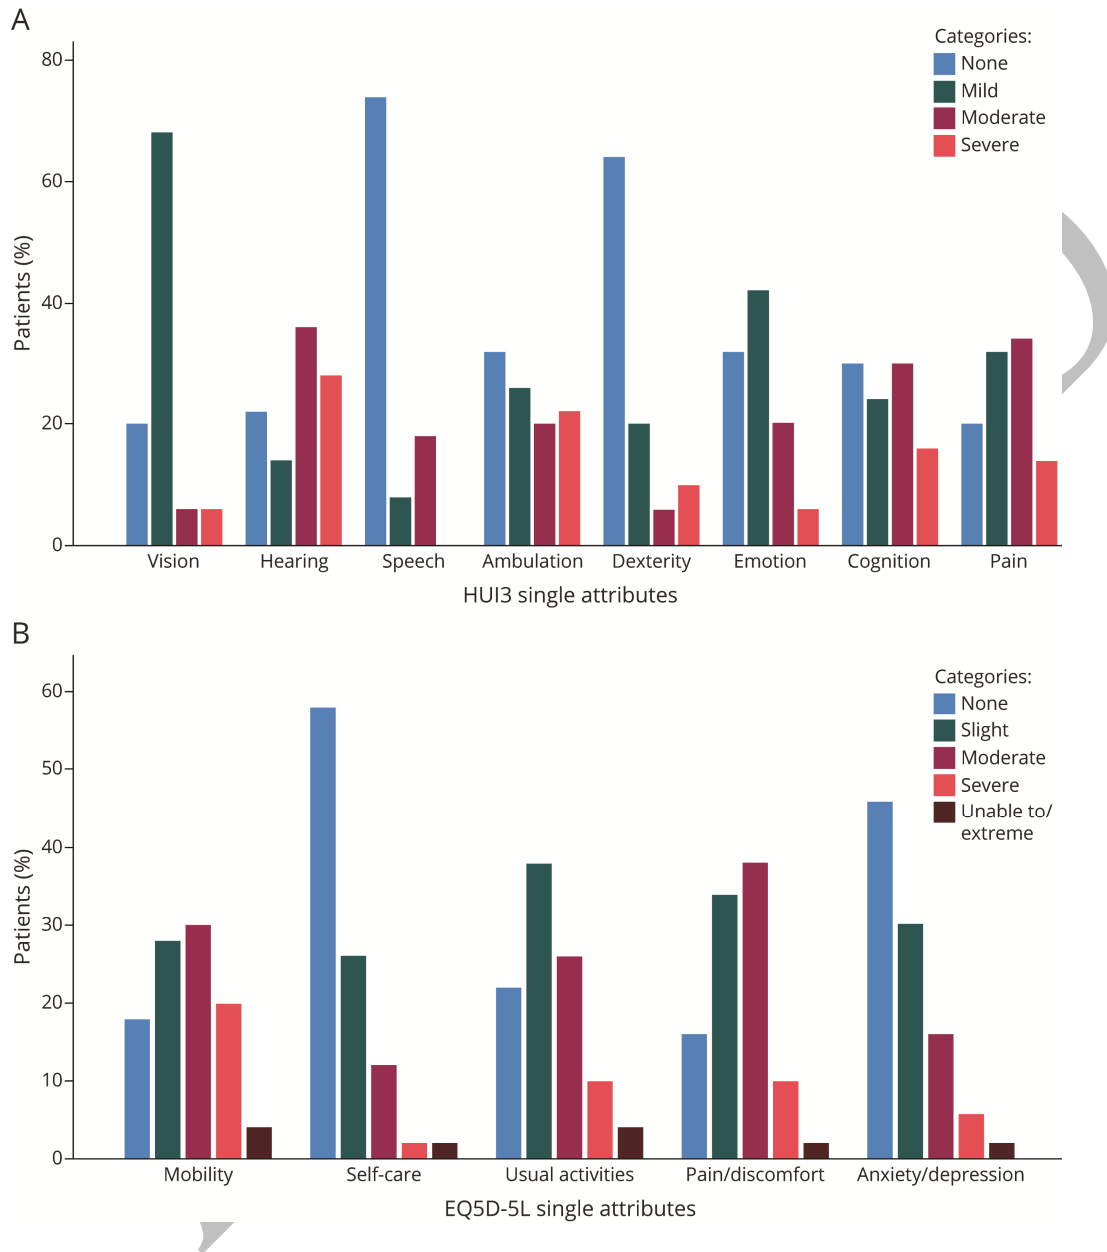 A
Categories:
None
Mild
Moderate
Severe
80
60
40
20
0
Patients (%)
Vision
Hearing
Speech
Ambulation
Dexterity
Emotion
Cognition
Pain
HUI3 single attributes
B
Categories:
None
Slight
Moderate
Severe
Unable to/
extreme
60
50
40
30
20
10
0
Patients (%)
Mobility
Self-care
Usual activities
Pain/discomfort
Anxiety/depression
EQ5D-5L single attributes